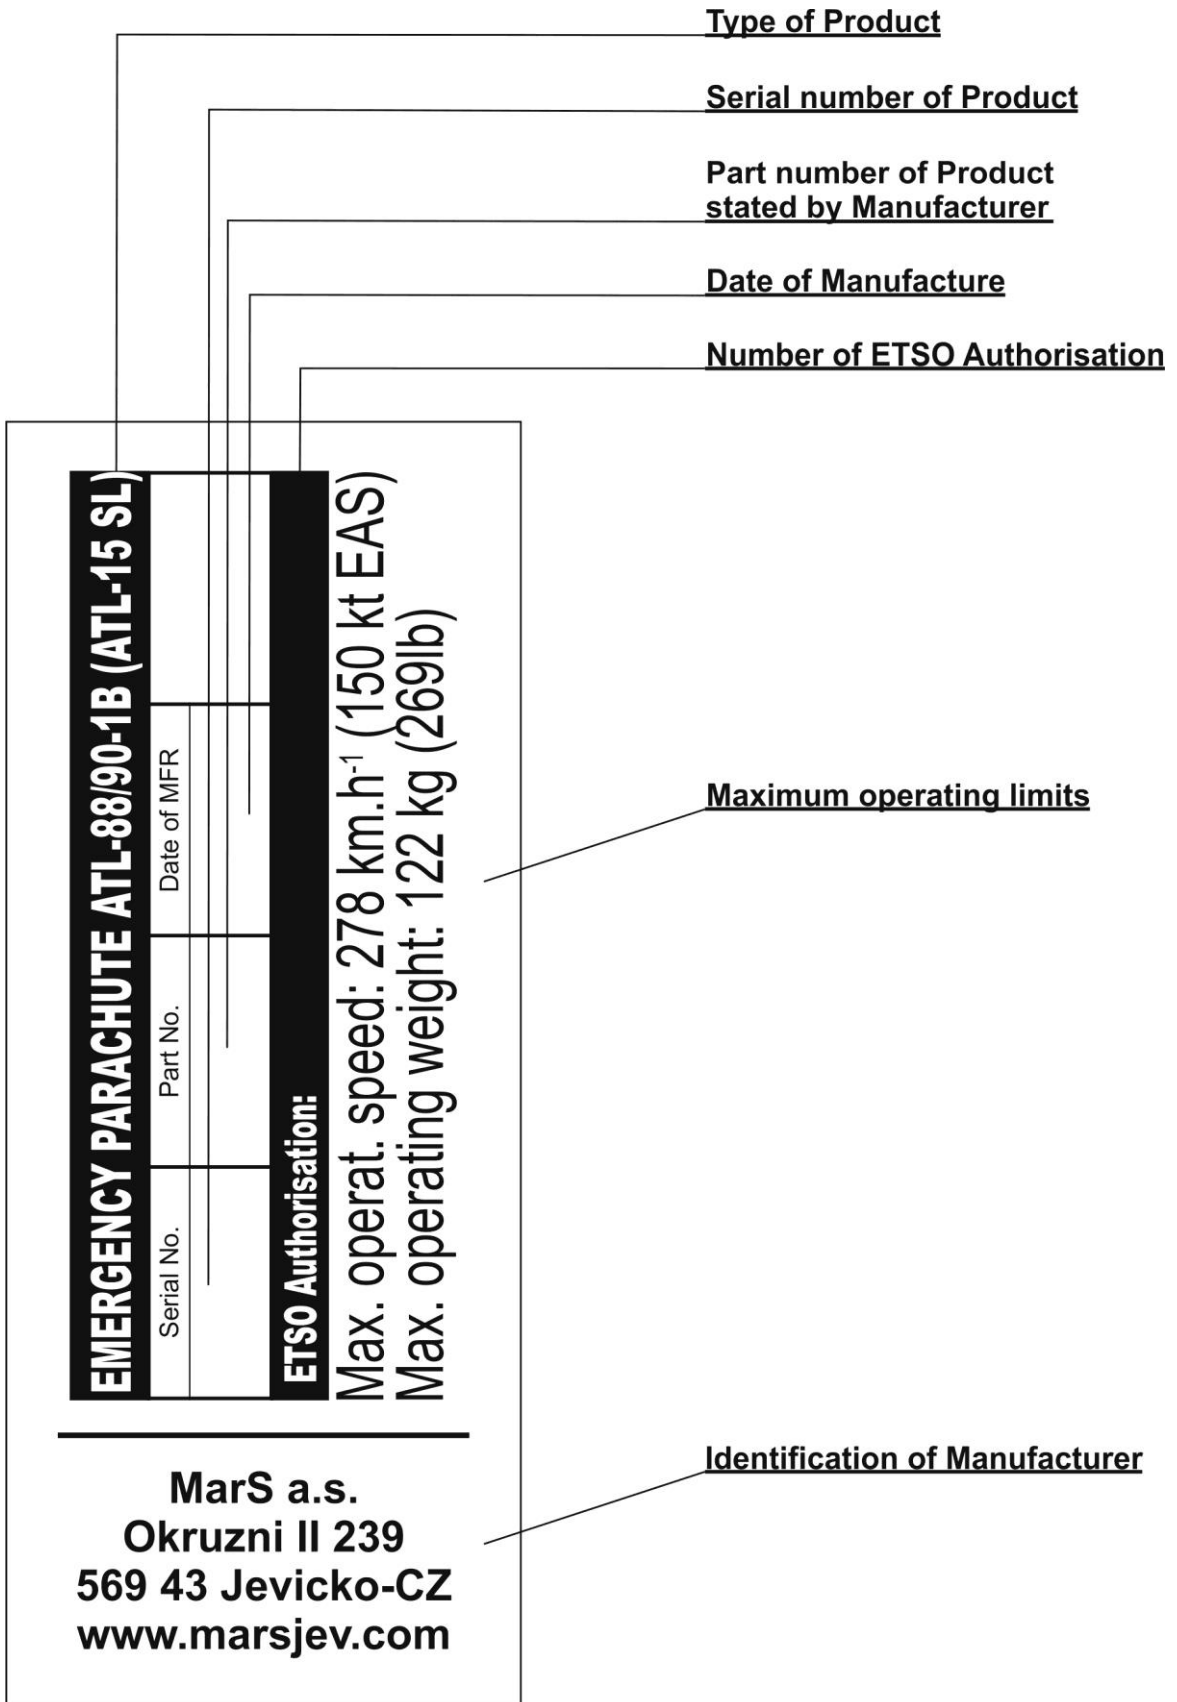 Type of Product
Serial number of Product
Part number of Product
stated by Manufacturer
Date of Manufacture
Number of ETSO Authorisation
EMERGENCY PARACHUTE ATL-88/90-1B (ATL-15 SL)
Serial No.
Part No.
Date of MFR
ETSO Authorisation:
Max. operat. speed: 278 km.h⁻¹ (150 kt EAS)
Max. operating weight: 122 kg (269lb)
Maximum operating limits
Identification of Manufacturer
MarS a.s.
Okruzni II 239
569 43 Jevicko-CZ
www.marsjev.com